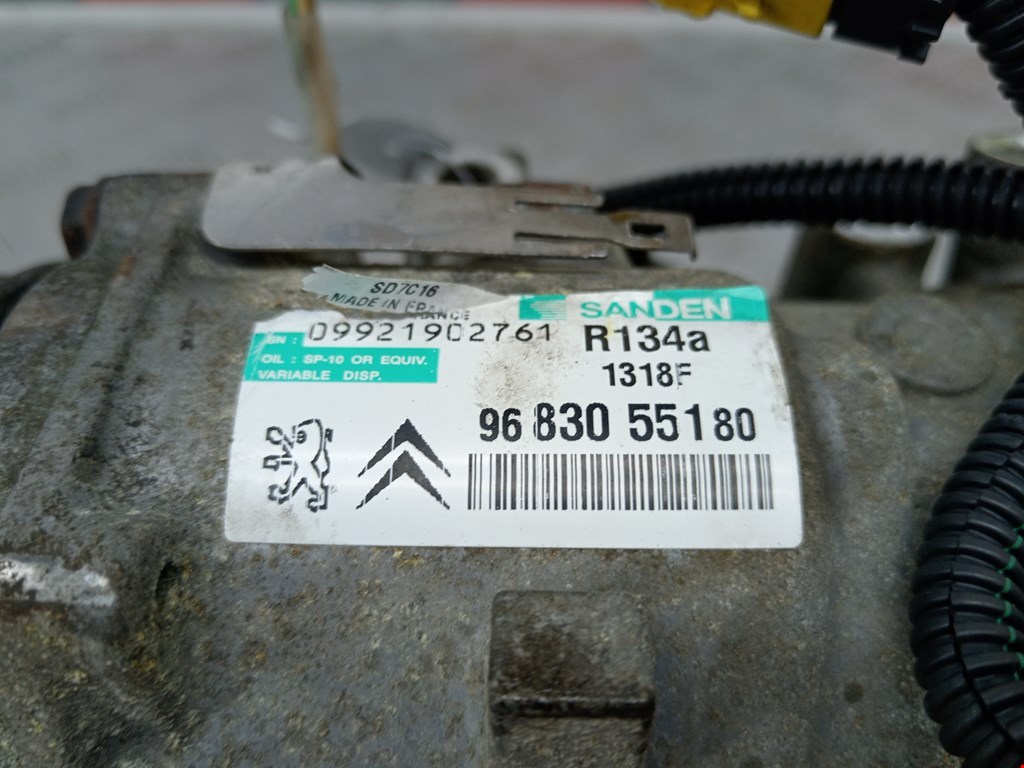 SD7C16
MADE IN FRANCE
SANDEN
SN : 09921902761
R134a
OIL : SP-10 OR EQUIV.
VARIABLE DISP.
1318F
96 830 551 80